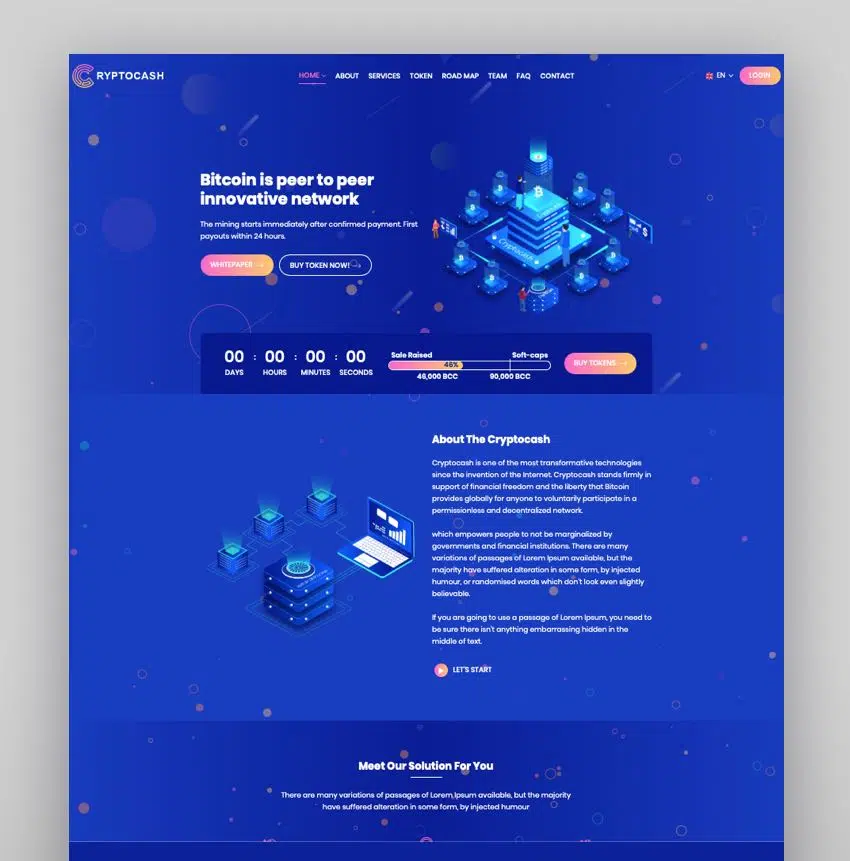 CRYPTOCASH
HOME ABOUT SERVICES TOKEN ROAD MAP TEAM FAQ CONTACT
EN LOGIN
Bitcoin is peer to peer
innovative network
The mining starts immediately after confirmed payment. First
payouts within 24 hours.
WHITEPAPER BUY TOKEN NOW!
Cryptocash
00 : 00 : 00 : 00
DAYS HOURS MINUTES SECONDS
Sale Raised Soft-caps
46%
46,000 BCC 90,000 BCC
BUY TOKENS
About The Cryptocash
Cryptocash is one of the most transformative technologies
since the invention of the Internet. Cryptocash stands firmly in
support of financial freedom and the liberty that Bitcoin
provides globally for anyone to voluntarily participate in a
permissionless and decentralized network.
which empowers people to not be marginalized by
governments and financial institutions. There are many
variations of passages of Lorem Ipsum available, but the
majority have suffered alteration in some form, by injected
humour, or randomised words which don't look even slightly
believable.
If you are going to use a passage of Lorem Ipsum, you need to
be sure there isn't anything embarrassing hidden in the
middle of text.
LET'S START
Meet Our Solution For You
There are many variations of passages of Lorem Ipsum available, but the majority
have suffered alteration in some form, by injected humour